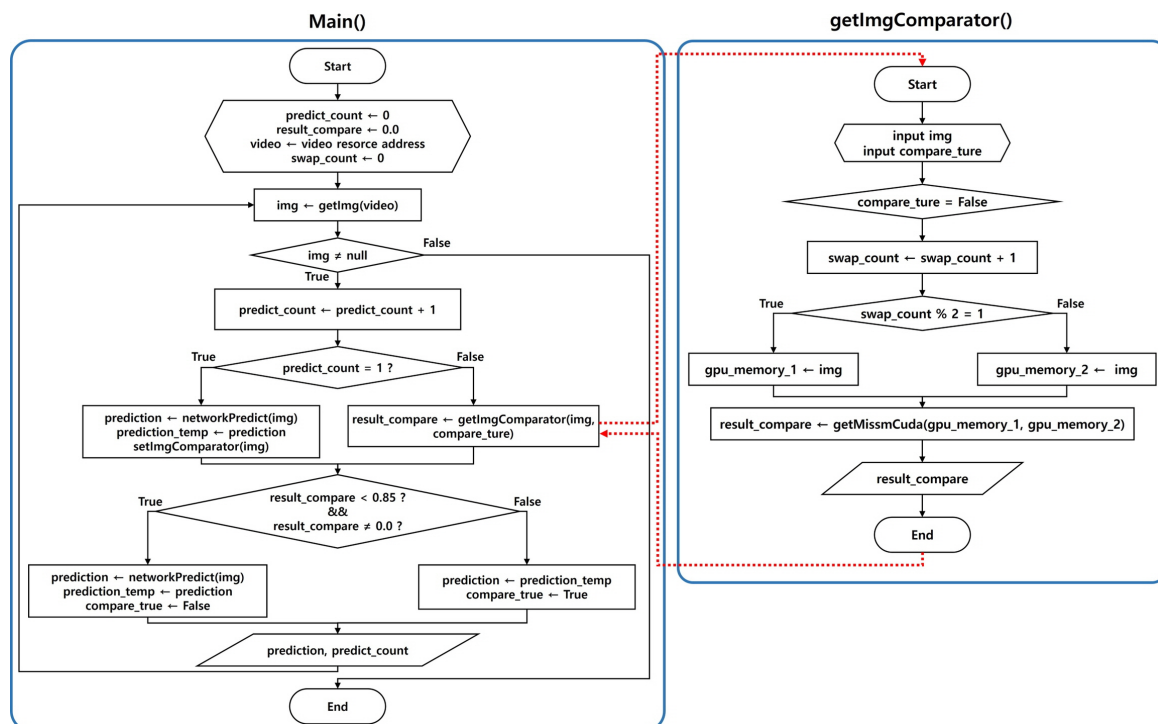 Main()
Start
predict_count ← 0
result_compare ← 0.0
video ← video resorce address
swap_count ← 0
img ← getImg(video)
img ≠ null
False
True
predict_count ← predict_count + 1
predict_count = 1 ?
True
False
prediction ← networkPredict(img)
prediction_temp ← prediction
setImgComparator(img)
result_compare ← getImgComparator(img,
compare_ture)
result_compare < 0.85 ?
&&
result_compare ≠ 0.0 ?
True
False
prediction ← networkPredict(img)
prediction_temp ← prediction
compare_true ← False
prediction ← prediction_temp
compare_true ← True
prediction, predict_count
End
getImgComparator()
Start
input img
input compare_ture
compare_ture = False
swap_count ← swap_count + 1
swap_count % 2 = 1
True
False
gpu_memory_1 ← img
gpu_memory_2 ← img
result_compare ← getMissmCuda(gpu_memory_1, gpu_memory_2)
result_compare
End